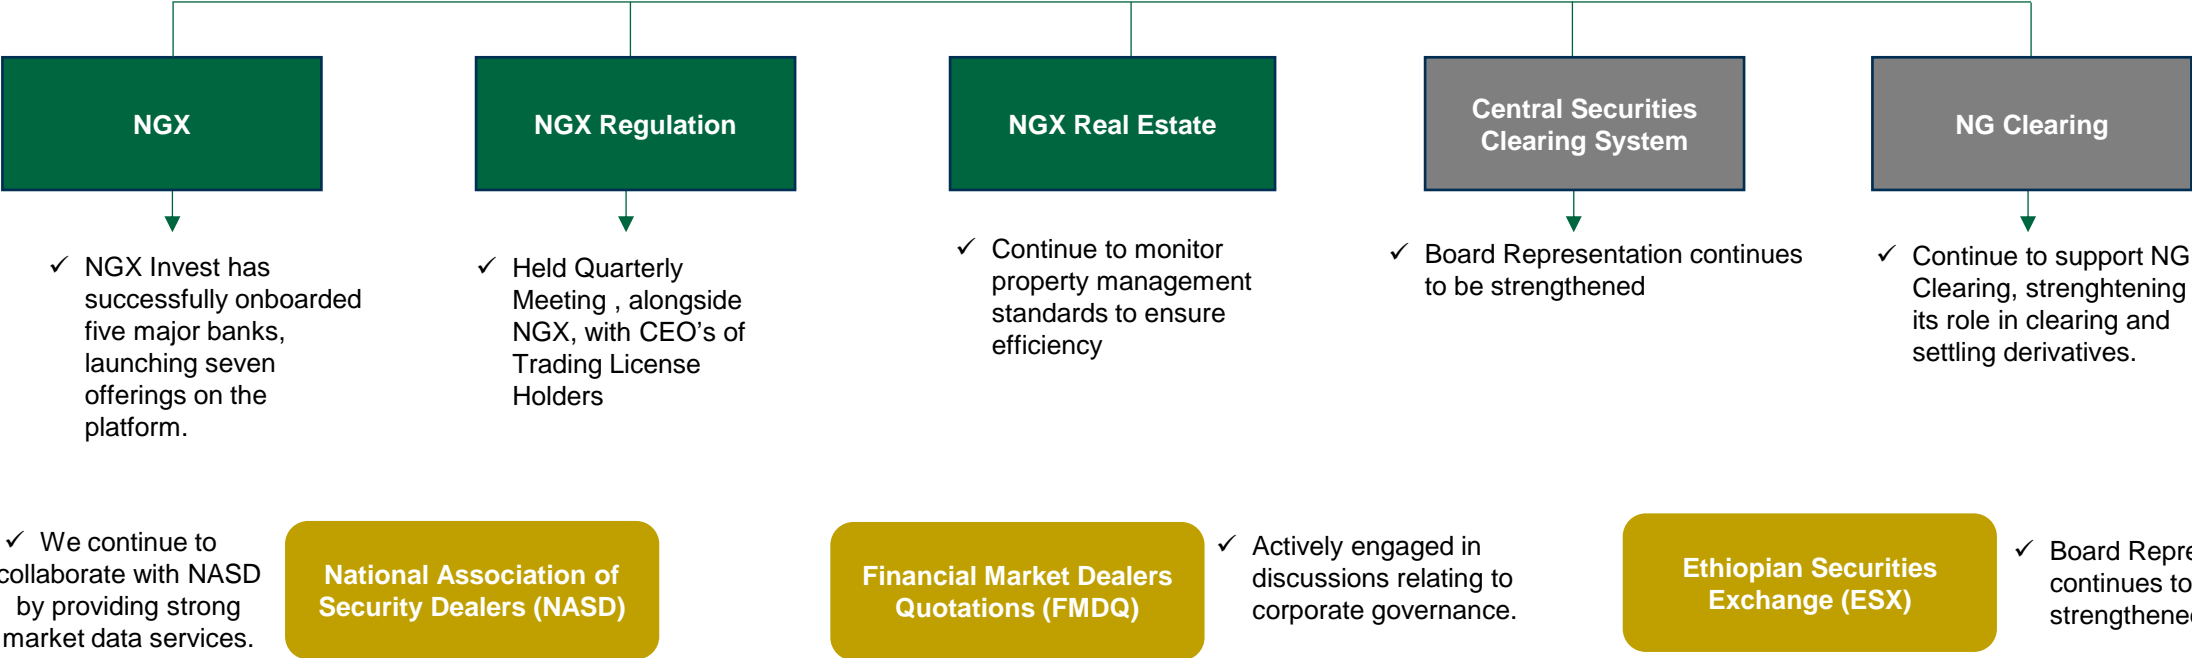 NGX
NGX Regulation
NGX Real Estate
Central Securities
Clearing System
NG Clearing
✓ NGX Invest has
successfully onboarded
five major banks,
launching seven
offerings on the
platform.
✓ Held Quarterly
Meeting , alongside
NGX, with CEO’s of
Trading License
Holders
✓ Continue to monitor
property management
standards to ensure
efficiency
✓ Board Representation continues
to be strengthened
✓ Continue to support NG
Clearing, strenghtening
its role in clearing and
settling derivatives.
✓ We continue to
collaborate with NASD
by providing strong
market data services.
National Association of
Security Dealers (NASD)
Financial Market Dealers
Quotations (FMDQ)
✓ Actively engaged in
discussions relating to
corporate governance.
Ethiopian Securities
Exchange (ESX)
✓ Board Repre
continues to
strengthene